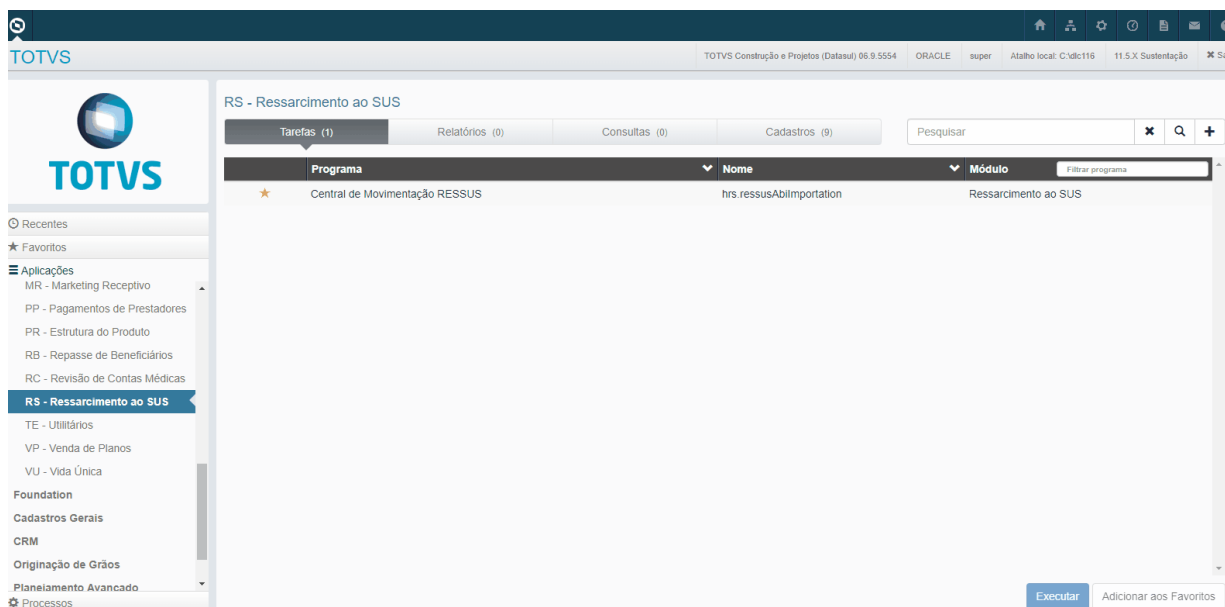 TOTVS
TOTVS Construção e Projetos (Datasul) 06.9.5554 ORACLE super Atalho local: C:\dlc116 11.5.X Sustentação
TOTVS
Recentes
Favoritos
Aplicações
MR - Marketing Receptivo
PP - Pagamentos de Prestadores
PR - Estrutura do Produto
RB - Repasse de Beneficiários
RC - Revisão de Contas Médicas
RS - Ressarcimento ao SUS
TE - Utilitários
VP - Venda de Planos
VU - Vida Única
Foundation
Cadastros Gerais
CRM
Originação de Grãos
Planejamento Avançado
Processos
RS - Ressarcimento ao SUS
Tarefas (1) Relatórios (0) Consultas (0) Cadastros (9) Pesquisar
Programa Nome Módulo Filtrar programa
Central de Movimentação RESSUS hrs.ressusAbiImportation Ressarcimento ao SUS
Executar Adicionar aos Favoritos